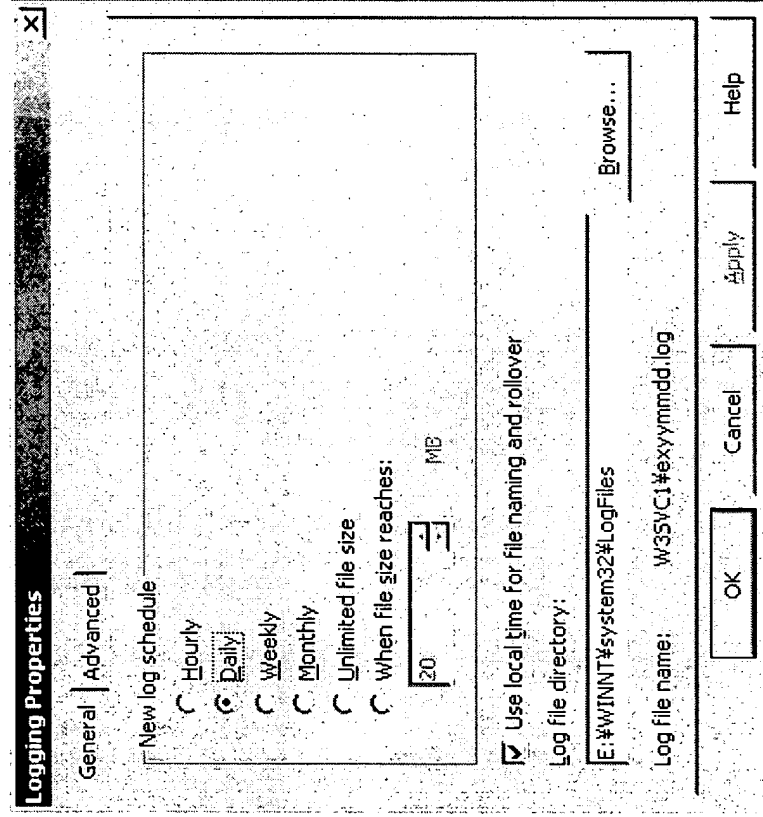 Logging Properties
General Advanced
New log schedule
Hourly
Daily
Weekly
Monthly
Unlimited file size
When file size reaches:
20 MB
Use local time for file naming and rollover
Log file directory:
E:¥WINNT¥system32¥LogFiles
Browse...
Log file name: W3SVC1¥exyymmdd.log
OK Cancel Apply Help